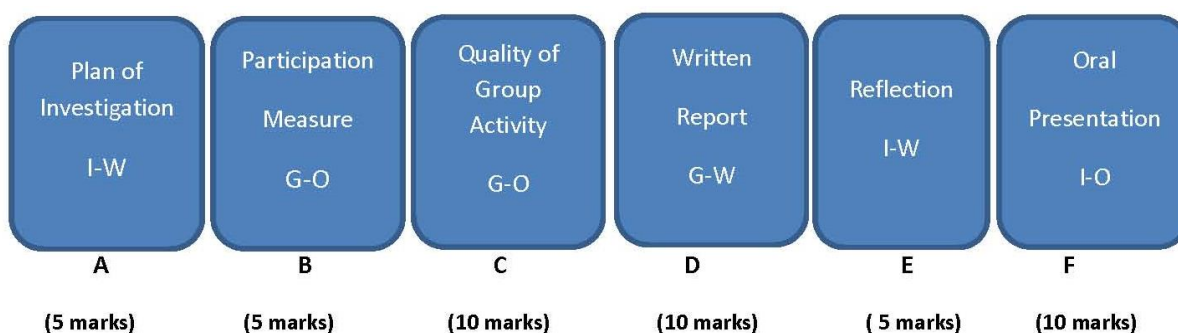 Plan of
Investigation
I-W
Participation
Measure
G-O
Quality of
Group
Activity
G-O
Written
Report
G-W
Reflection
I-W
Oral
Presentation
I-O
A B C D E F
(5 marks) (5 marks) (10 marks) (10 marks) ( 5 marks) (10 marks)